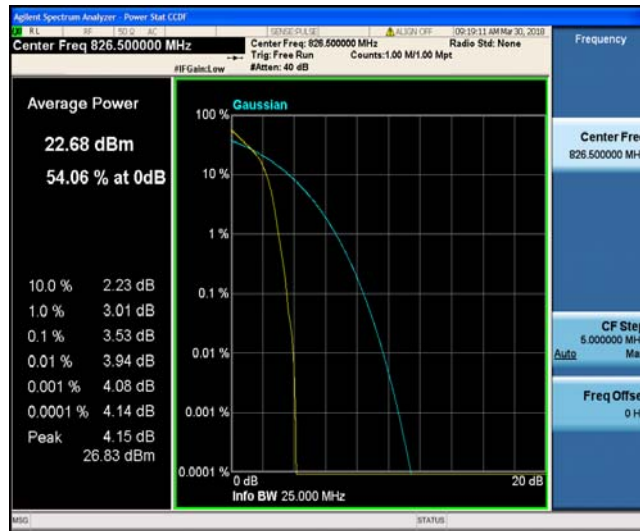 Agilent Spectrum Analyzer - Power Stat CCDF
RL RF 50 Ω AC SENSE:PULSE ALIGN OFF 09:19:11 AM Mar 30, 2018
Center Freq 826.500000 MHz
Center Freq: 826.500000 MHz Radio Std: None
Trig: Free Run Counts:1.00 M/1.00 Mpt
#IFGain:Low #Atten: 40 dB
Frequency
Average Power
22.68 dBm
54.06 % at 0dB
10.0 % 2.23 dB
1.0 % 3.01 dB
0.1 % 3.53 dB
0.01 % 3.94 dB
0.001 % 4.08 dB
0.0001 % 4.14 dB
Peak 4.15 dB
26.83 dBm
Gaussian
100 %
10 %
1 %
0.1 %
0.01 %
0.001 %
0.0001 %
0 dB 20 dB
Info BW 25.000 MHz
Center Fre
826.500000 MH
CF Step
5.000000 MH
Auto Ma
Freq Offse
0 H
MSG STATUS